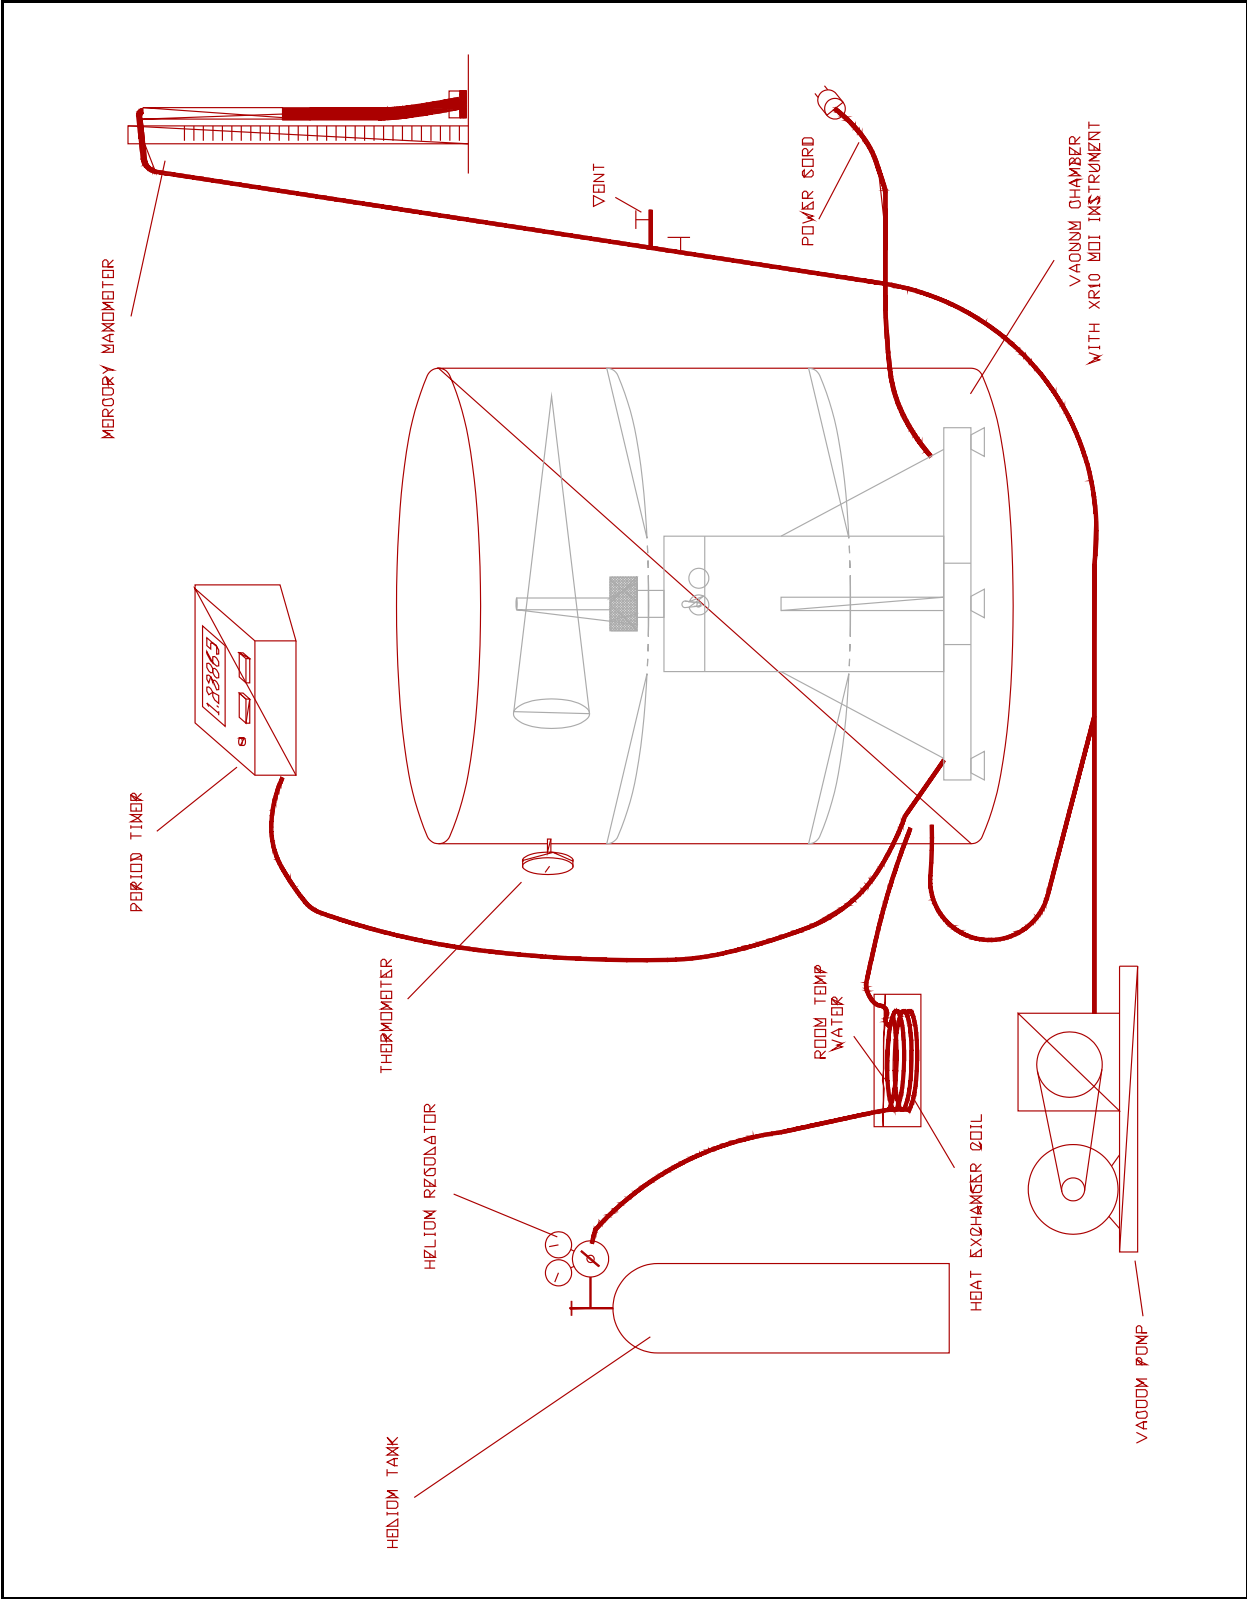 MERCURY MANOMETER
PERIOD TIMER
1.88865
THERMOMETER
HELIUM TANK
HELIUM REGULATOR
VENT
POWER CORD
ROOM TEMP
WATER
HEAT EXCHANGER COIL
VACUUM CHAMBER
WITH XR10 MOI INSTRUMENT
VACUUM PUMP